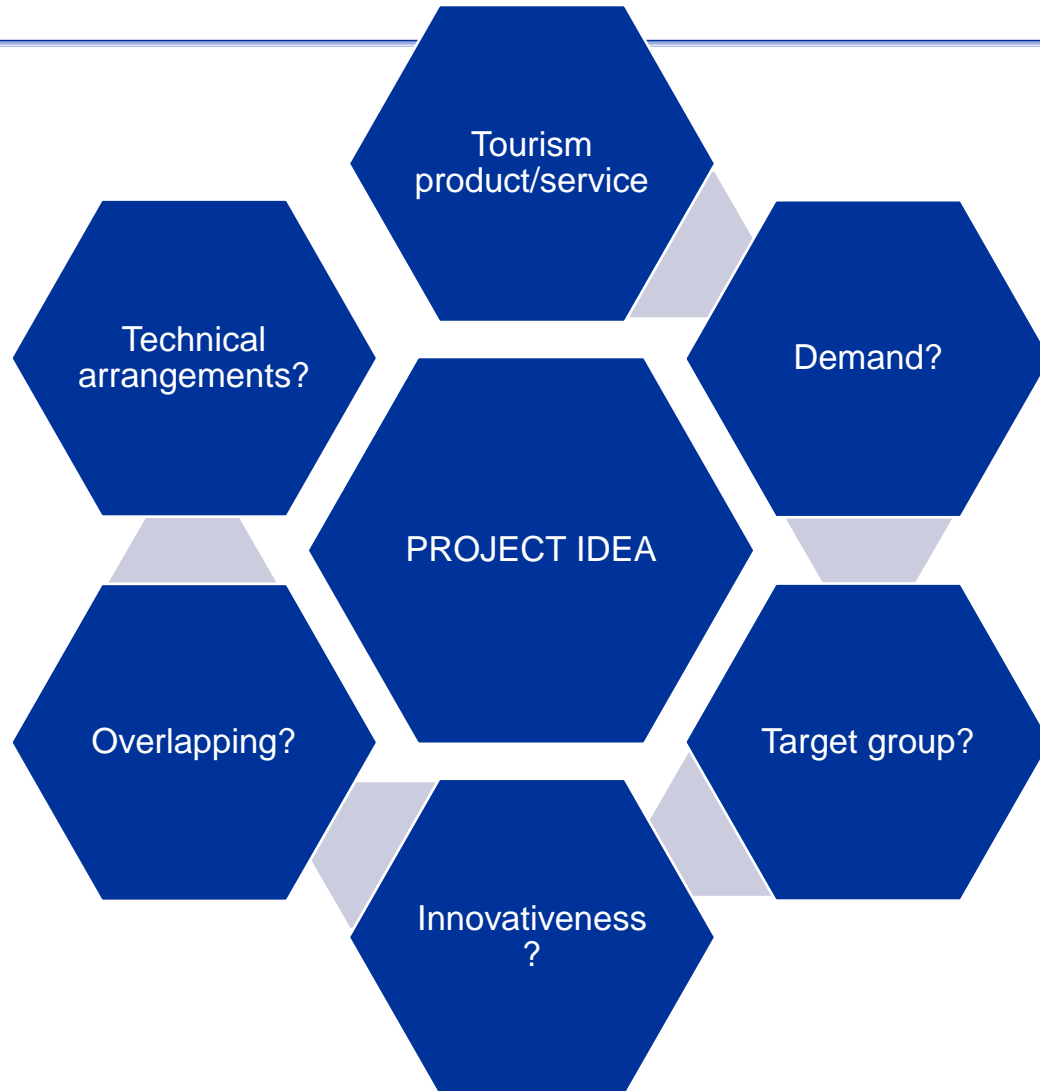 Tourism
product/service
Technical
arrangements?
Demand?
PROJECT IDEA
Overlapping?
Target group?
Innovativeness
?